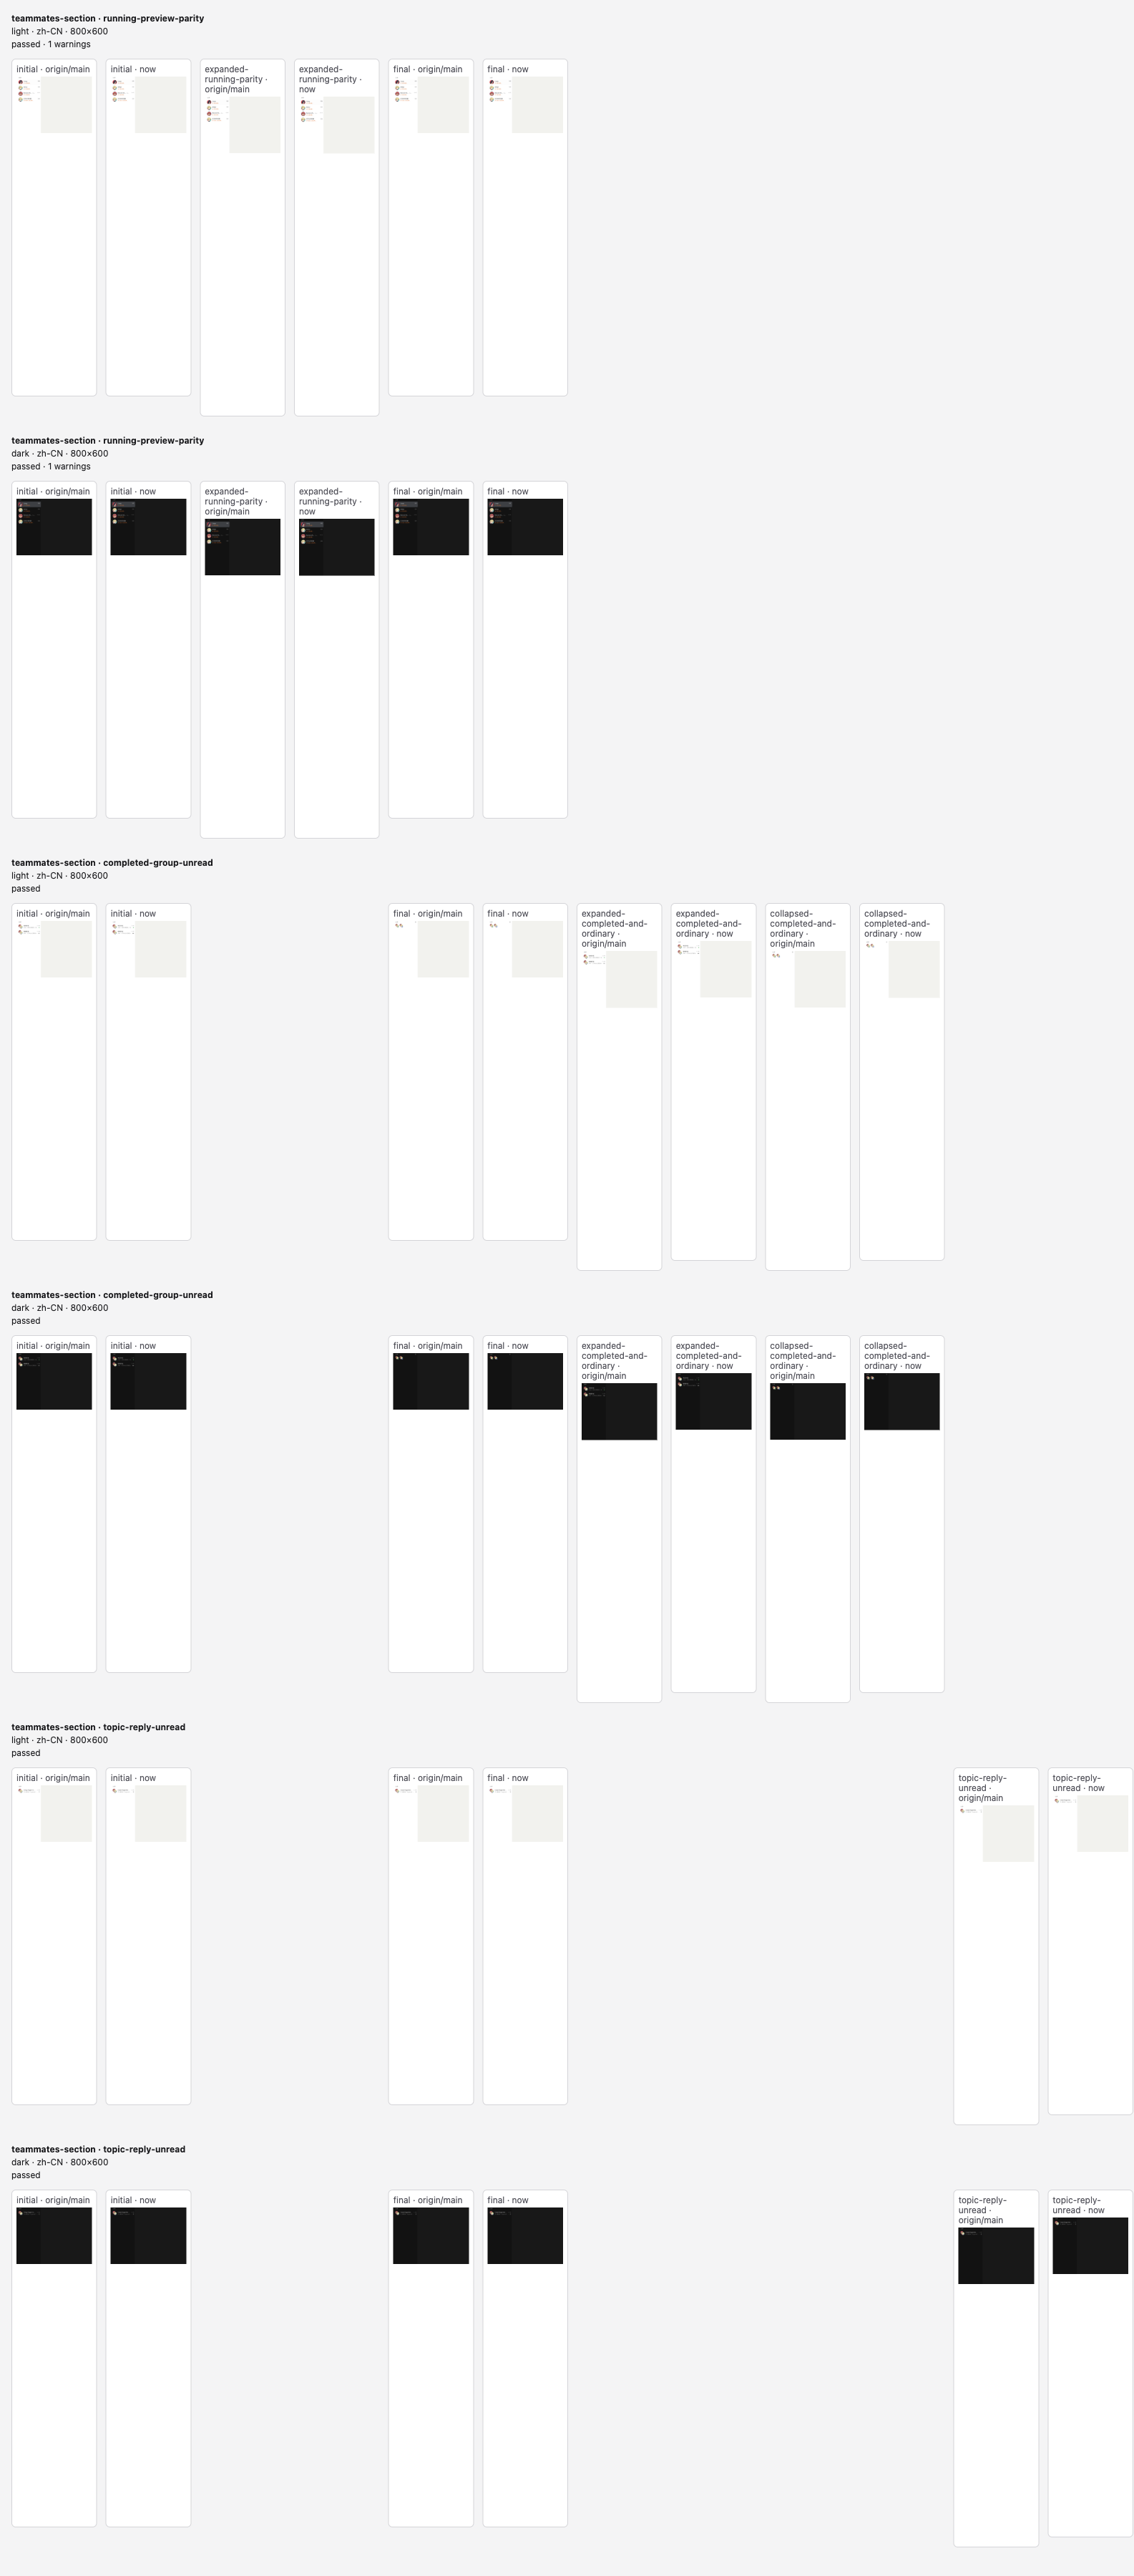 teammates-section · running-preview-parity
light · zh-CN · 800×600
passed · 1 warnings
initial · origin/main
initial · now
expanded-
running-parity ·
origin/main
expanded-
running-parity ·
now
final · origin/main
final · now
teammates-section · running-preview-parity
dark · zh-CN · 800×600
passed · 1 warnings
initial · origin/main
initial · now
expanded-
running-parity ·
origin/main
expanded-
running-parity ·
now
final · origin/main
final · now
teammates-section · completed-group-unread
light · zh-CN · 800×600
passed
initial · origin/main
initial · now
final · origin/main
final · now
expanded-
completed-and-
ordinary ·
origin/main
expanded-
completed-and-
ordinary · now
collapsed-
completed-and-
ordinary ·
origin/main
collapsed-
completed-and-
ordinary · now
teammates-section · completed-group-unread
dark · zh-CN · 800×600
passed
initial · origin/main
initial · now
final · origin/main
final · now
expanded-
completed-and-
ordinary ·
origin/main
expanded-
completed-and-
ordinary · now
collapsed-
completed-and-
ordinary ·
origin/main
collapsed-
completed-and-
ordinary · now
teammates-section · topic-reply-unread
light · zh-CN · 800×600
passed
initial · origin/main
initial · now
final · origin/main
final · now
topic-reply-
unread ·
origin/main
topic-reply-
unread · now
teammates-section · topic-reply-unread
dark · zh-CN · 800×600
passed
initial · origin/main
initial · now
final · origin/main
final · now
topic-reply-
unread ·
origin/main
topic-reply-
unread · now